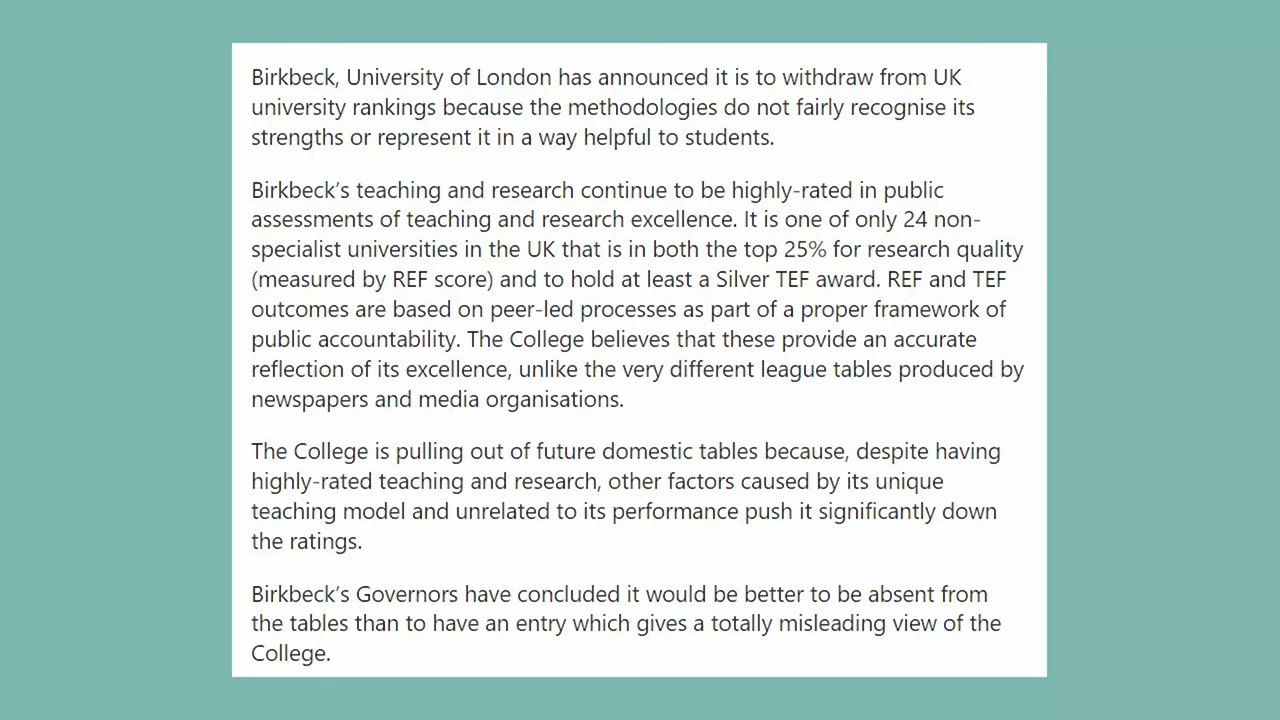 Birkbeck, University of London has announced it is to withdraw from UK
university rankings because the methodologies do not fairly recognise its
strengths or represent it in a way helpful to students.
Birkbeck's teaching and research continue to be highly-rated in public
assessments of teaching and research excellence. It is one of only 24 non-
specialist universities in the UK that is in both the top 25% for research quality
(measured by REF score) and to hold at least a Silver TEF award. REF and TEF
outcomes are based on peer-led processes as part of a proper framework of
public accountability. The College believes that these provide an accurate
reflection of its excellence, unlike the very different league tables produced by
newspapers and media organisations.
The College is pulling out of future domestic tables because, despite having
highly-rated teaching and research, other factors caused by its unique
teaching model and unrelated to its performance push it significantly down
the ratings.
Birkbeck's Governors have concluded it would be better to be absent from
the tables than to have an entry which gives a totally misleading view of the
College.